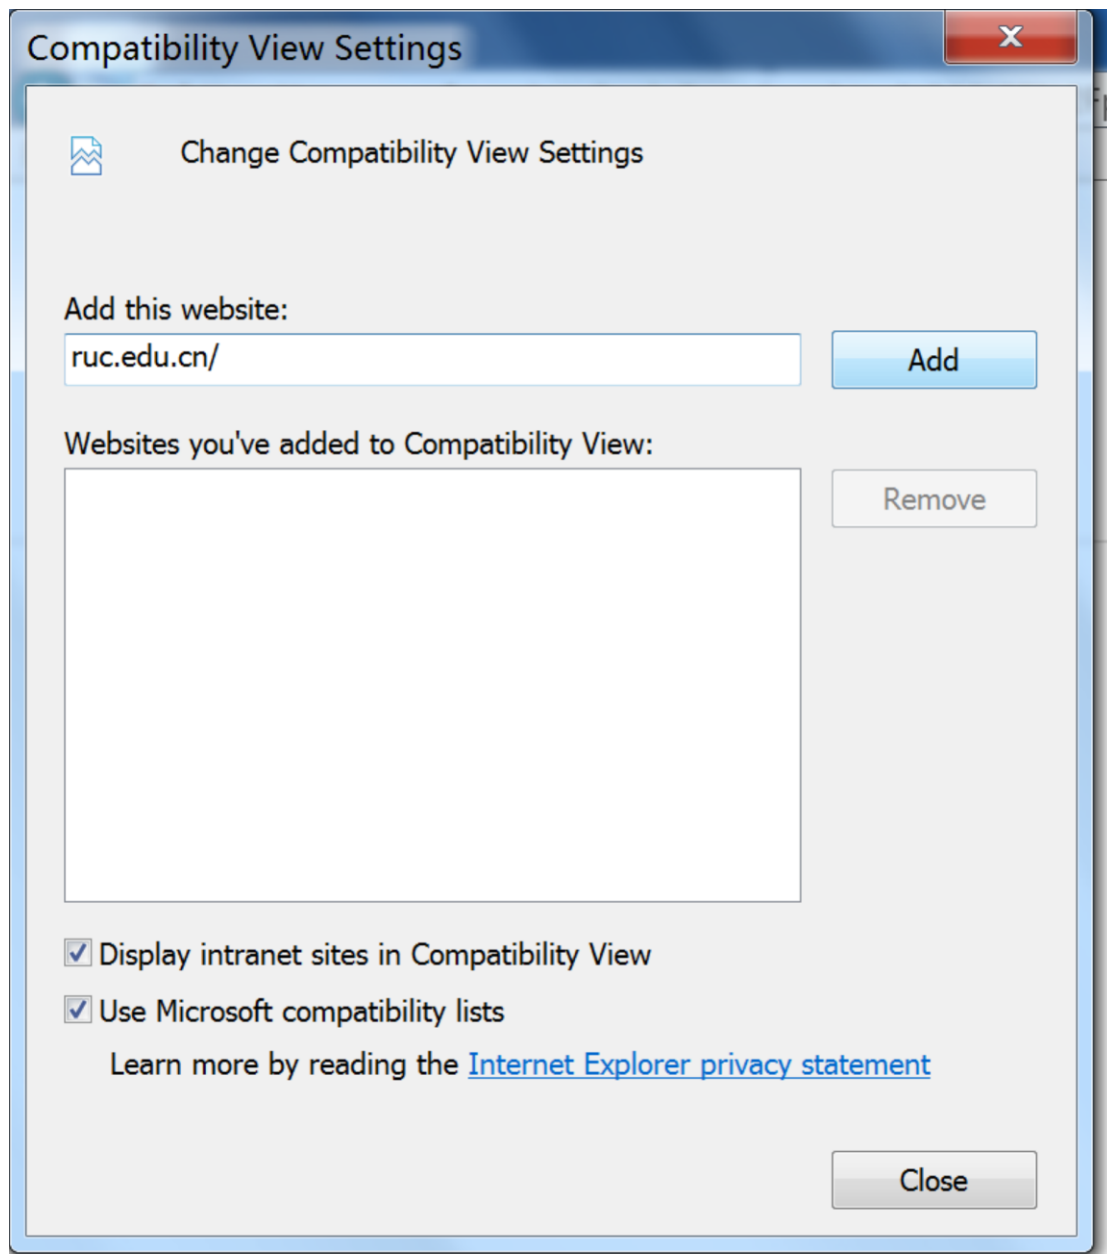 Compatibility View Settings
Change Compatibility View Settings
Add this website:
ruc.edu.cn/
Add
Websites you've added to Compatibility View:
Remove
Display intranet sites in Compatibility View
Use Microsoft compatibility lists
Learn more by reading the Internet Explorer privacy statement
Close